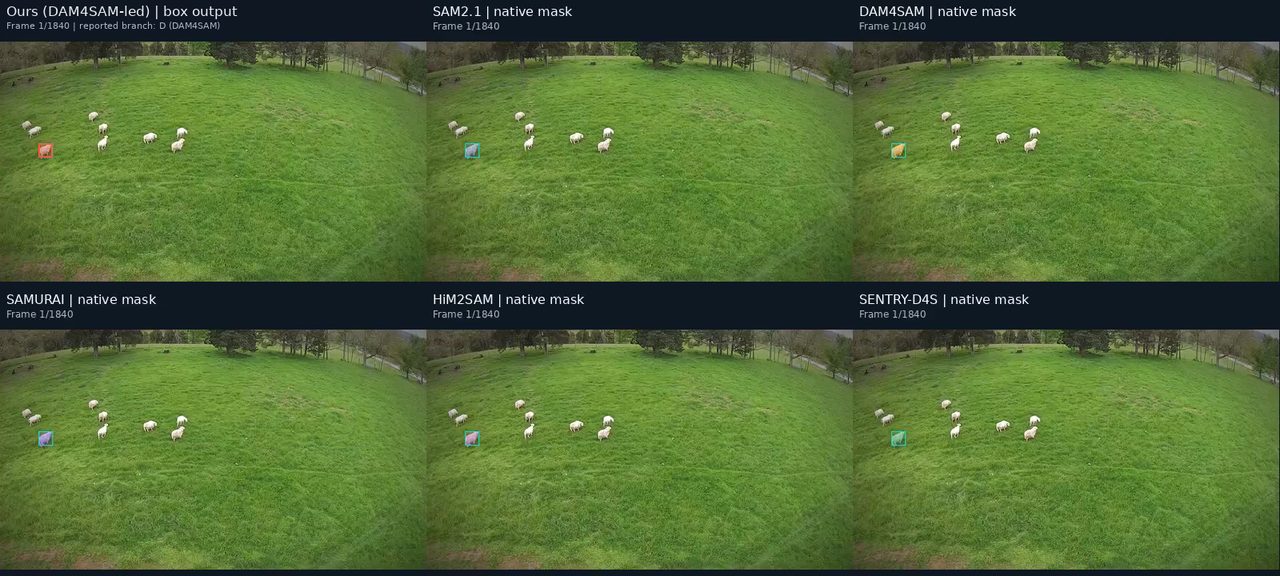 Ours (DAM4SAM-led) | box output
Frame 1/1840 | reported branch: D (DAM4SAM)
SAM2.1 | native mask
Frame 1/1840
DAM4SAM | native mask
Frame 1/1840
SAMURAI | native mask
Frame 1/1840
HiM2SAM | native mask
Frame 1/1840
SENTRY-D4S | native mask
Frame 1/1840